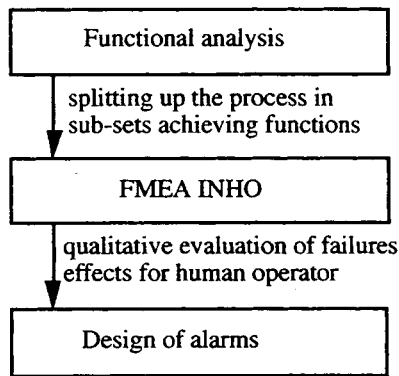 Functional analysis
splitting up the process in
sub-sets achieving functions
FMEA INHO
qualitative evaluation of failures
effects for human operator
Design of alarms